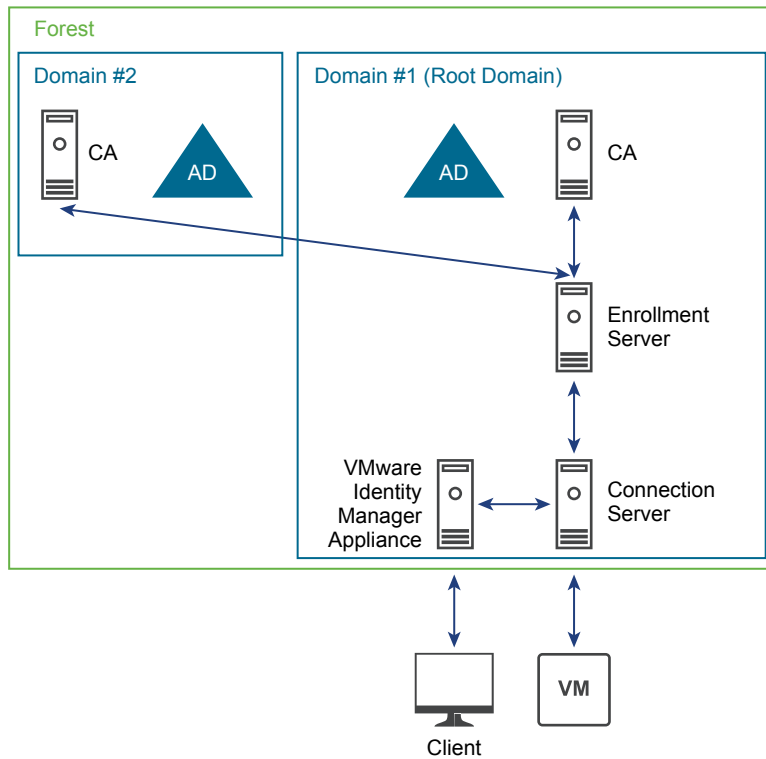 Forest
Domain #2
Domain #1 (Root Domain)
CA
AD
AD
CA
Enrollment
Server
VMware
Identity
Manager
Appliance
Connection
Server
Client
VM